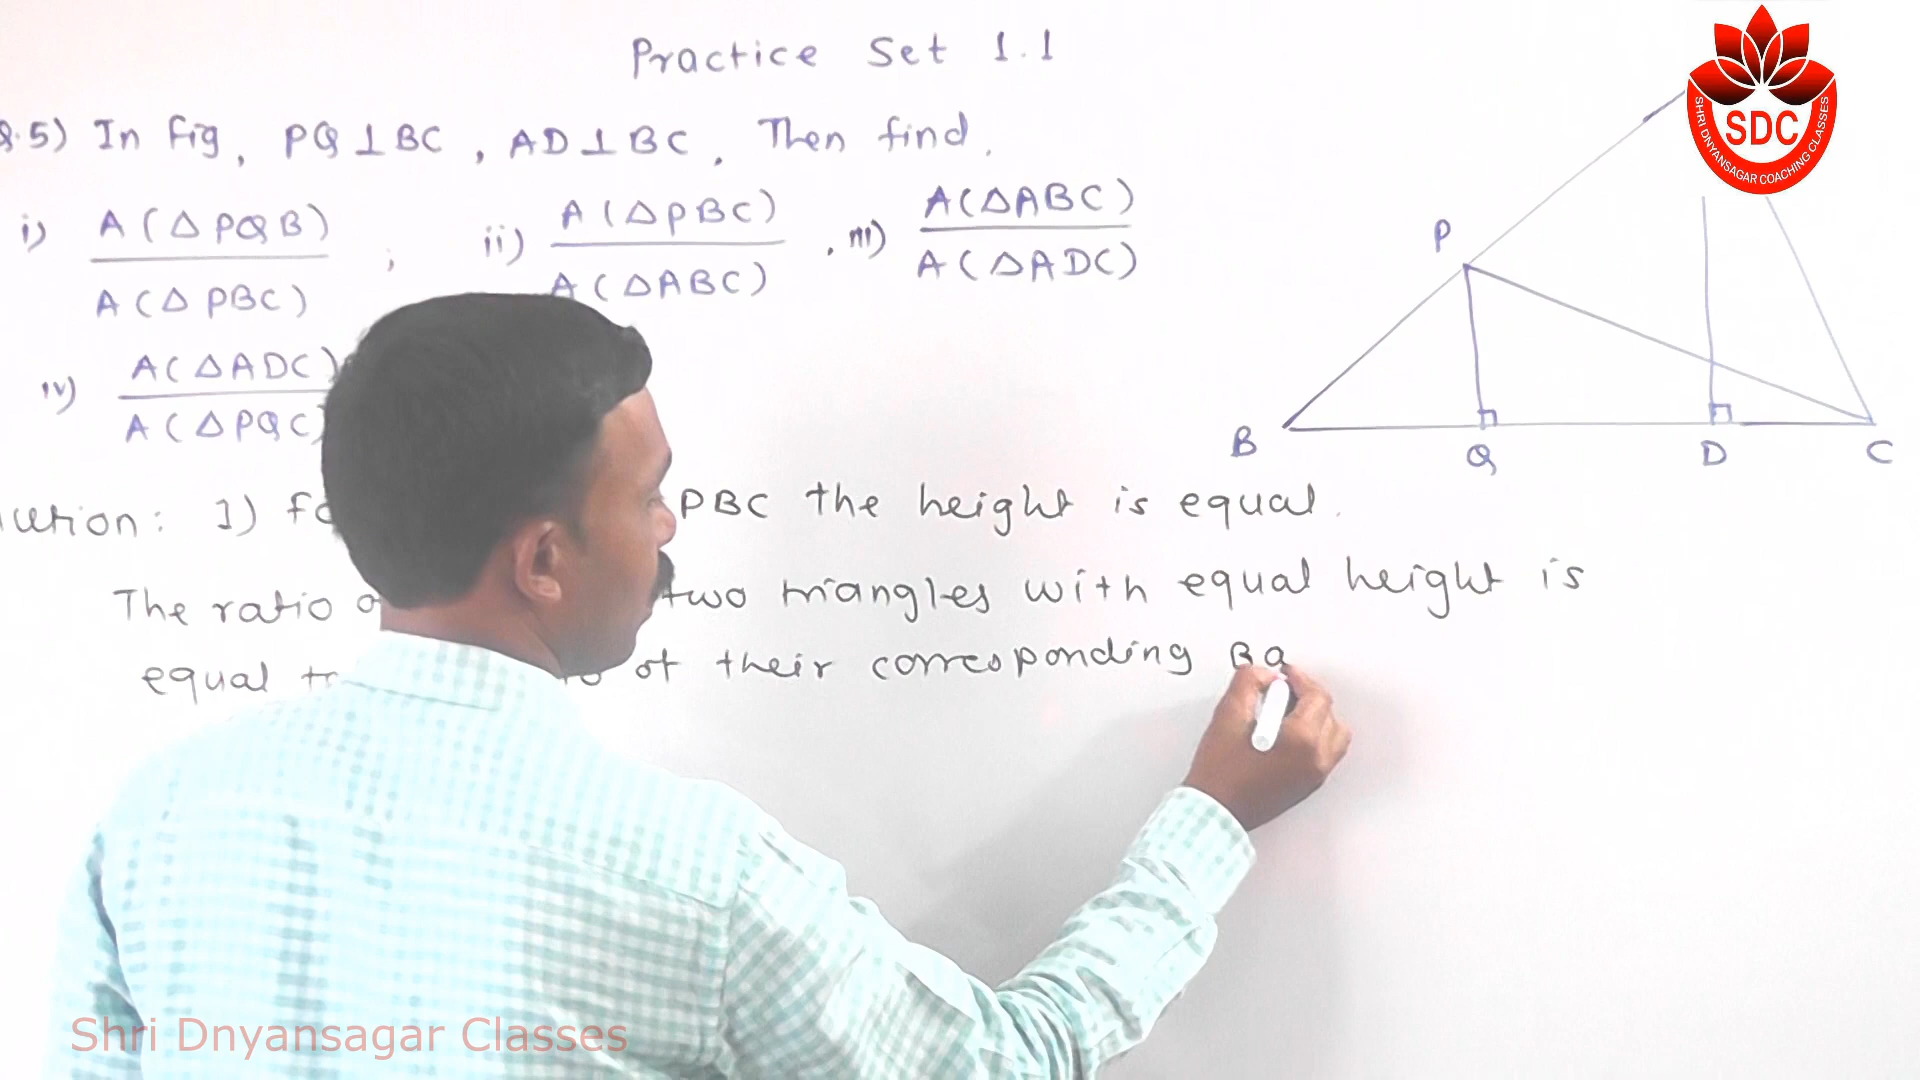 Practice Set 1.1
Q.5) In Fig, PQ⊥BC, AD⊥BC. Then find.
i) A(△PQB) / A(△PBC) ; ii) A(△PBC) / A(△ABC) , iii) A(△ABC) / A(△ADC)
iv) A(△ADC) / A(△PQC)
P
B
Q
D
C
1) PBC the height is equal.
The ratio two triangles with equal height is
equal of their corresponding Ba
SDC
SHRI DNYANSAGAR COACHING CLASSES
Shri Dnyansagar Classes